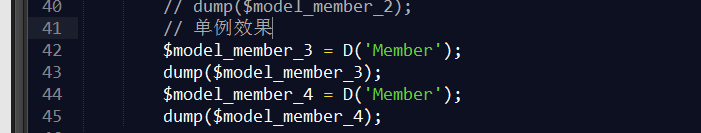 40 // dump($model_member_2);
41 // 单例效果
42 $model_member_3 = D('Member');
43 dump($model_member_3);
44 $model_member_4 = D('Member');
45 dump($model_member_4);